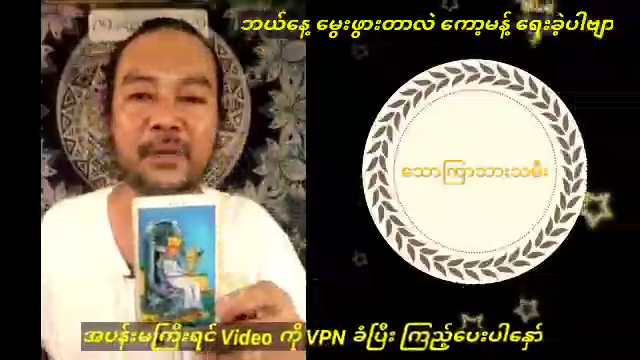 ဘယ်နေ့ မွေးဖွားတာလဲ ကော့မန့် ရေးခဲ့ပါဗျာ
သောကြာသားသမီး
အပန်းမကြီးရင် Video ကို VPN ခံပြီး ကြည့်ပေးပါနော်